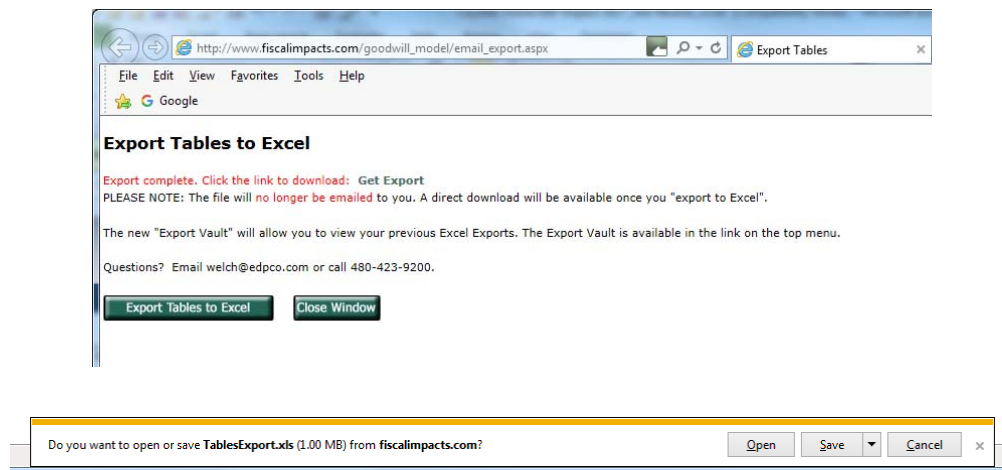 http://www.fiscalimpacts.com/goodwill_model/email_export.aspx
Export Tables
File Edit View Favorites Tools Help
G Google
Export Tables to Excel
Export complete. Click the link to download: Get Export
PLEASE NOTE: The file will no longer be emailed to you. A direct download will be available once you "export to Excel".
The new "Export Vault" will allow you to view your previous Excel Exports. The Export Vault is available in the link on the top menu.
Questions? Email welch@edpco.com or call 480-423-9200.
Export Tables to Excel Close Window
Do you want to open or save TablesExport.xls (1.00 MB) from fiscalimpacts.com? Open Save Cancel